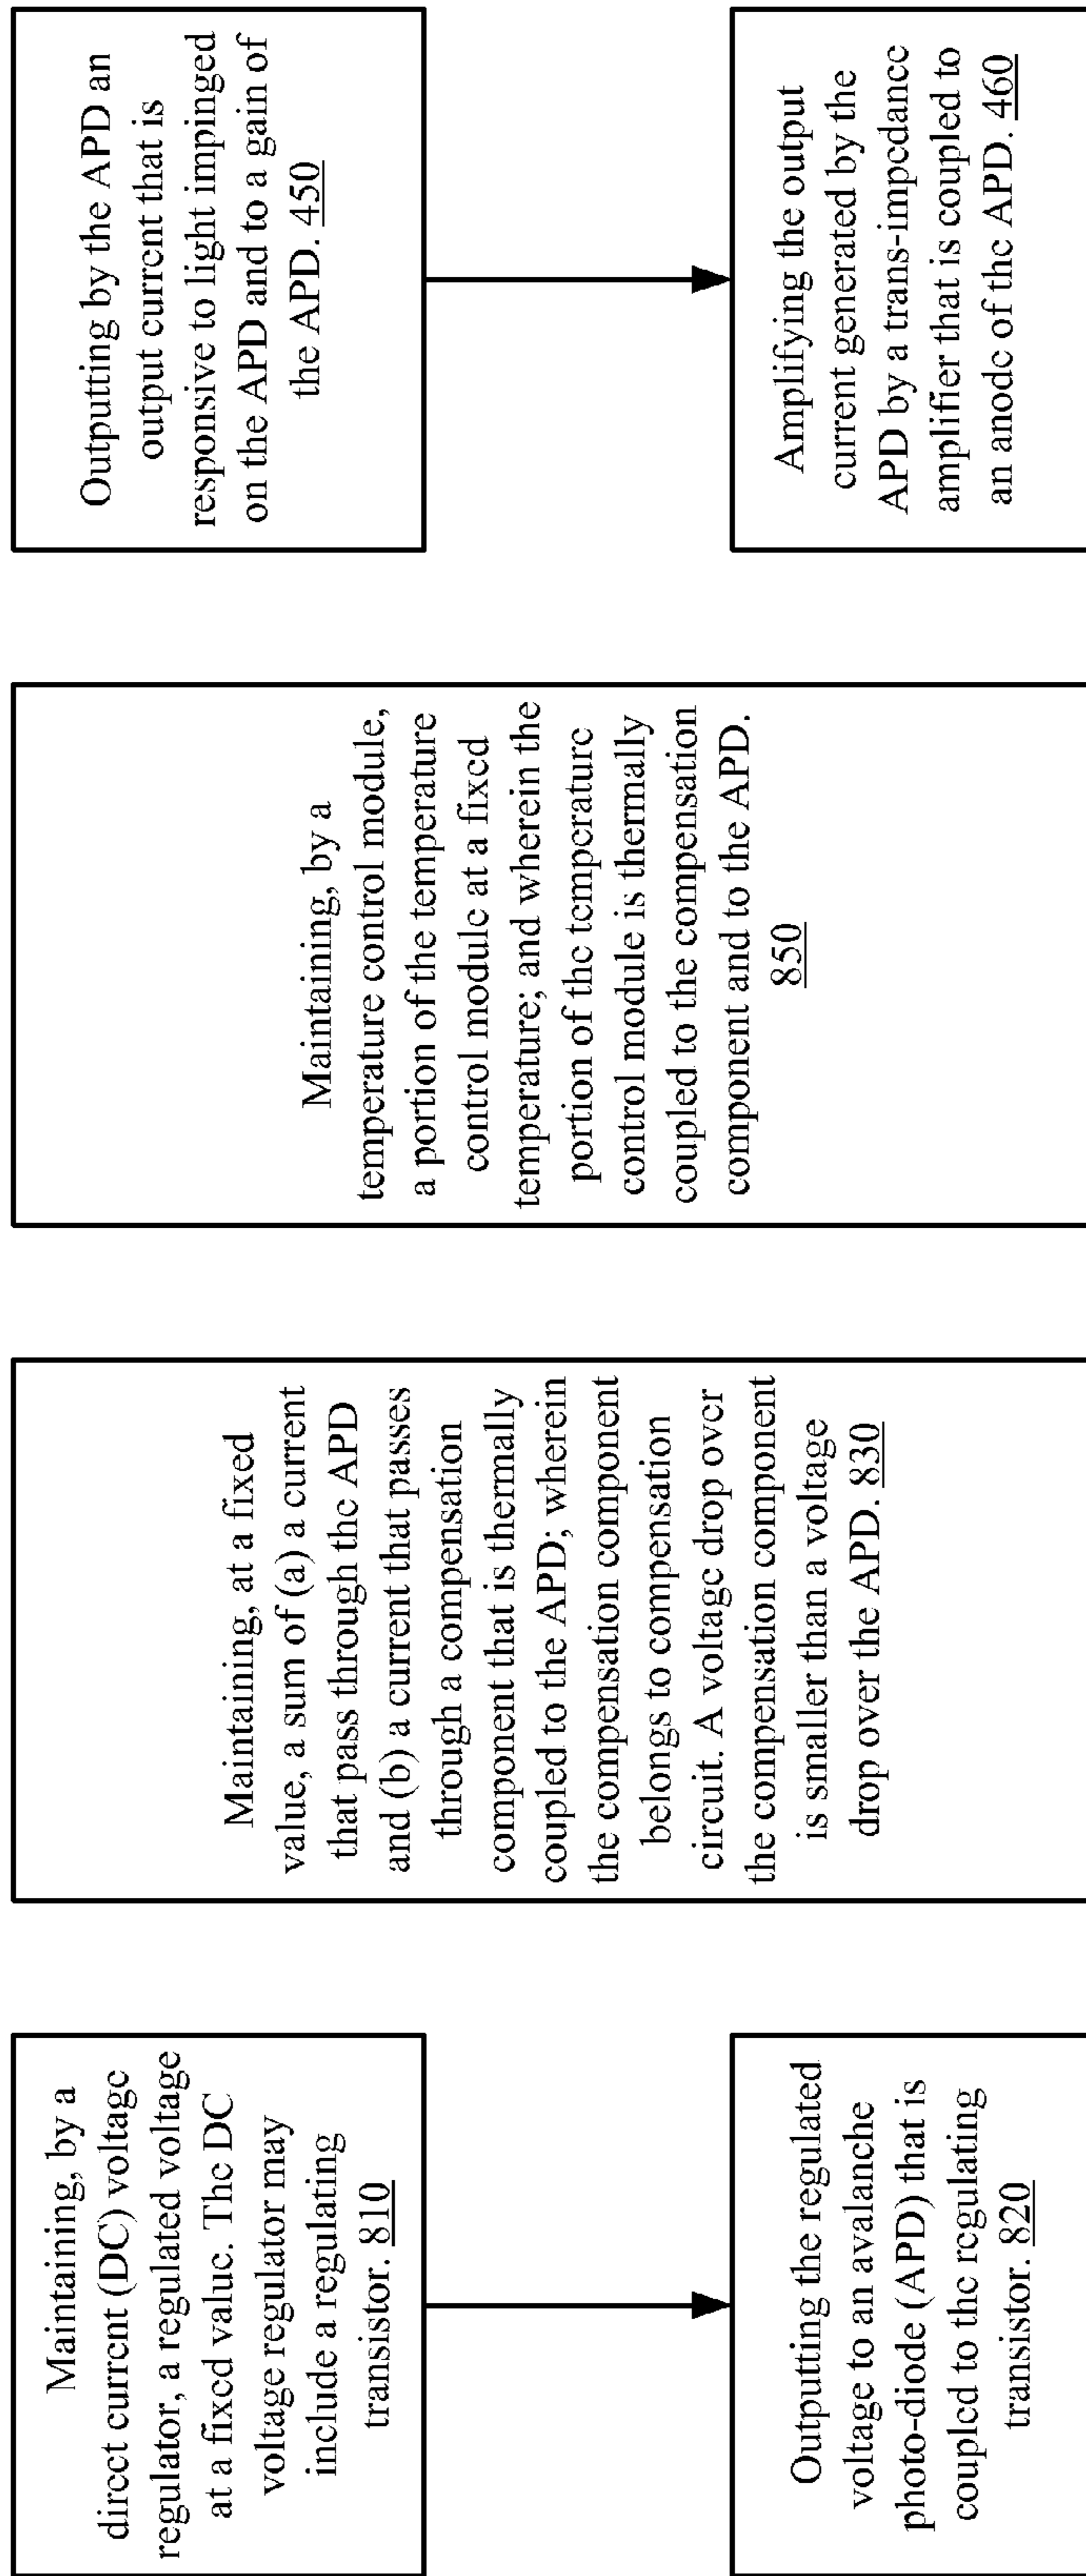 Maintaining, by a
direct current (DC) voltage
regulator, a regulated voltage
at a fixed value. The DC
voltage regulator may
include a regulating
transistor. 810
Outputting the regulated
voltage to an avalanche
photo-diode (APD) that is
coupled to the regulating
transistor. 820
Maintaining, at a fixed
value, a sum of (a) a current
that pass through the APD
and (b) a current that passes
through a compensation
component that is thermally
coupled to the APD; wherein
the compensation component
belongs to compensation
circuit. A voltage drop over
the compensation component
is smaller than a voltage
drop over the APD. 830
Maintaining, by a
temperature control module,
a portion of the temperature
control module at a fixed
temperature; and wherein the
portion of the temperature
control module is thermally
coupled to the compensation
component and to the APD.
850
Outputting by the APD an
output current that is
responsive to light impinged
on the APD and to a gain of
the APD. 450
Amplifying the output
current generated by the
APD by a trans-impedance
amplifier that is coupled to
an anode of the APD. 460